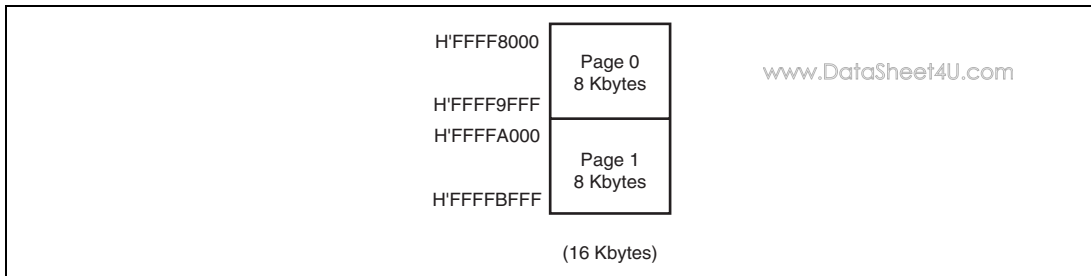 H'FFFF8000
Page 0
8 Kbytes
www.DataSheet4U.com
H'FFFF9FFF
H'FFFFA000
Page 1
8 Kbytes
H'FFFFBFFF
(16 Kbytes)